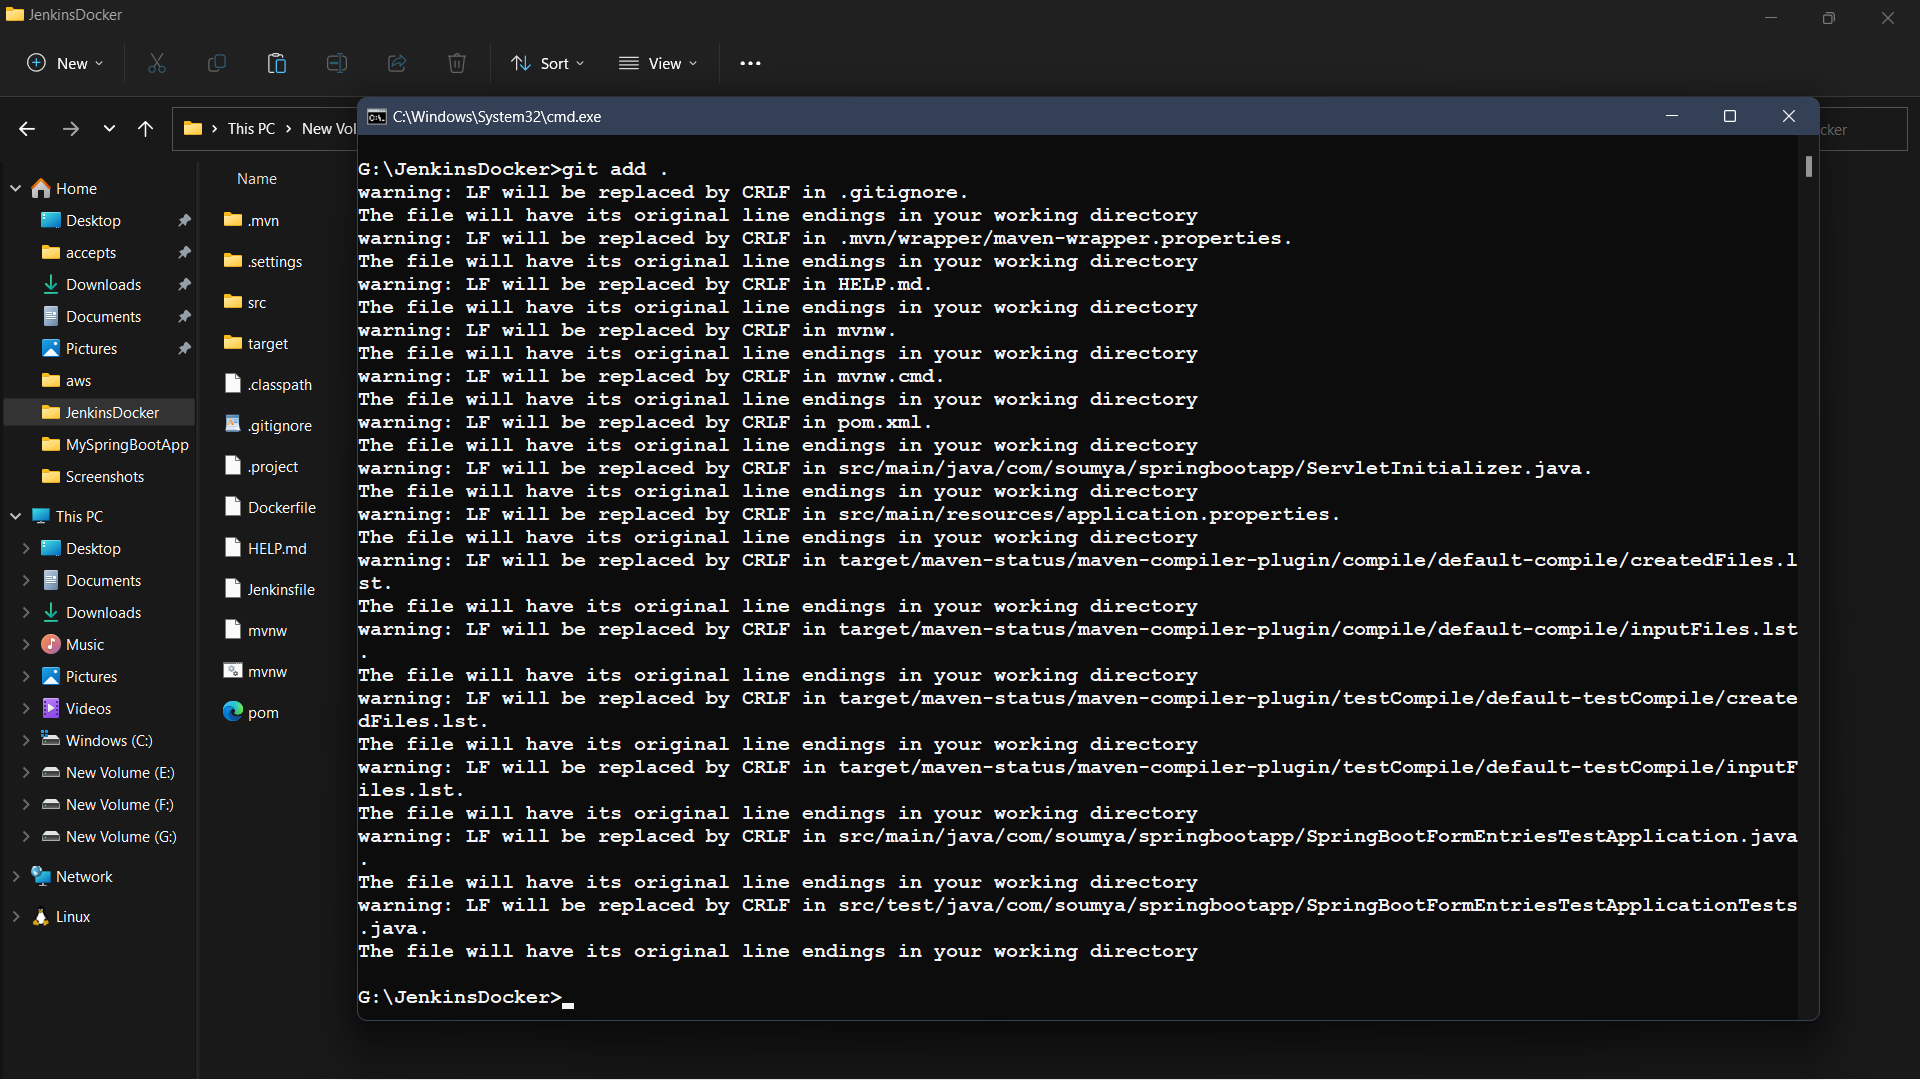 JenkinsDocker
New
Sort
View
This PC
New Vol
cker
Home
Desktop
accepts
Downloads
Documents
Pictures
aws
JenkinsDocker
MySpringBootApp
Screenshots
This PC
Desktop
Documents
Downloads
Music
Pictures
Videos
Windows (C:)
New Volume (E:)
New Volume (F:)
New Volume (G:)
Network
Linux
Name
.mvn
.settings
src
target
.classpath
.gitignore
.project
Dockerfile
HELP.md
Jenkinsfile
mvnw
mvnw
pom
C:\Windows\System32\cmd.exe
G:\JenkinsDocker>git add .
warning: LF will be replaced by CRLF in .gitignore.
The file will have its original line endings in your working directory
warning: LF will be replaced by CRLF in .mvn/wrapper/maven-wrapper.properties.
The file will have its original line endings in your working directory
warning: LF will be replaced by CRLF in HELP.md.
The file will have its original line endings in your working directory
warning: LF will be replaced by CRLF in mvnw.
The file will have its original line endings in your working directory
warning: LF will be replaced by CRLF in mvnw.cmd.
The file will have its original line endings in your working directory
warning: LF will be replaced by CRLF in pom.xml.
The file will have its original line endings in your working directory
warning: LF will be replaced by CRLF in src/main/java/com/soumya/springbootapp/ServletInitializer.java.
The file will have its original line endings in your working directory
warning: LF will be replaced by CRLF in src/main/resources/application.properties.
The file will have its original line endings in your working directory
warning: LF will be replaced by CRLF in target/maven-status/maven-compiler-plugin/compile/default-compile/createdFiles.l
st.
The file will have its original line endings in your working directory
warning: LF will be replaced by CRLF in target/maven-status/maven-compiler-plugin/compile/default-compile/inputFiles.lst
.
The file will have its original line endings in your working directory
warning: LF will be replaced by CRLF in target/maven-status/maven-compiler-plugin/testCompile/default-testCompile/create
dFiles.lst.
The file will have its original line endings in your working directory
warning: LF will be replaced by CRLF in target/maven-status/maven-compiler-plugin/testCompile/default-testCompile/inputF
iles.lst.
The file will have its original line endings in your working directory
warning: LF will be replaced by CRLF in src/main/java/com/soumya/springbootapp/SpringBootFormEntriesTestApplication.java
.
The file will have its original line endings in your working directory
warning: LF will be replaced by CRLF in src/test/java/com/soumya/springbootapp/SpringBootFormEntriesTestApplicationTests
.java.
The file will have its original line endings in your working directory
G:\JenkinsDocker>